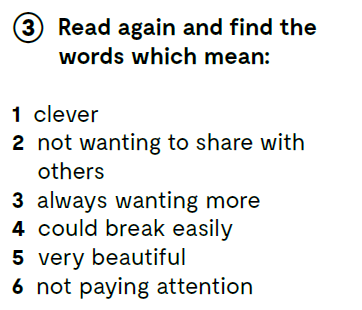 3 Read again and find the
words which mean:
1 clever
2 not wanting to share with
others
3 always wanting more
4 could break easily
5 very beautiful
6 not paying attention